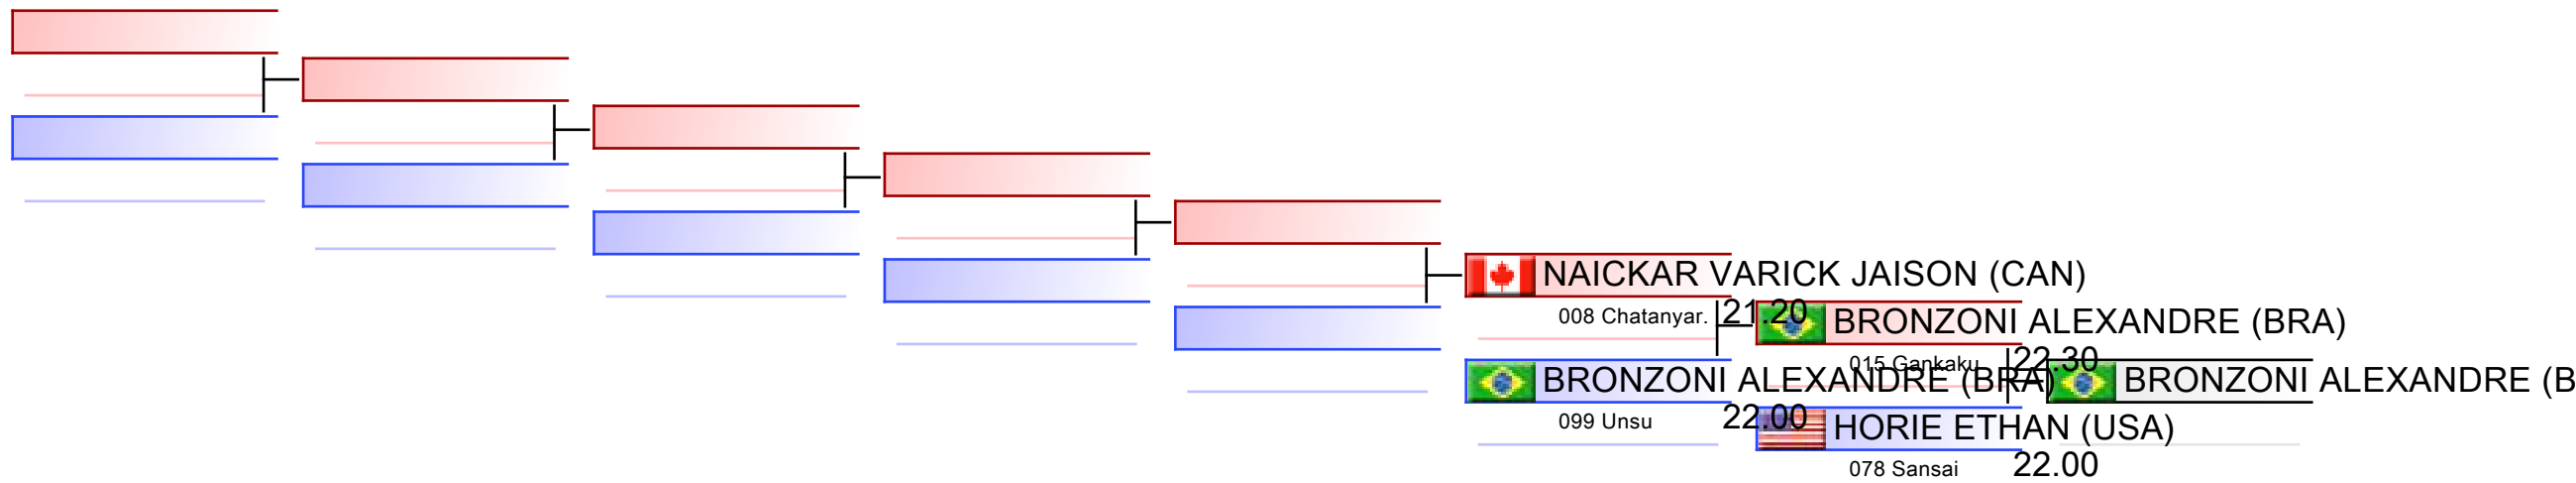 NAICKAR VARICK JAISON (CAN)
008 Chatanyar. 21.20
BRONZONI ALEXANDRE (BRA)
015 Gankaku 22.30
BRONZONI ALEXANDRE (BRA)
BRONZONI ALEXANDRE (B
099 Unsu 22.00
HORIE ETHAN (USA)
078 Sansai 22.00